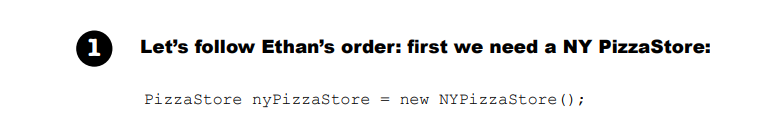 1 Let's follow Ethan's order: first we need a NY PizzaStore:
PizzaStore nyPizzaStore = new NYPizzaStore();